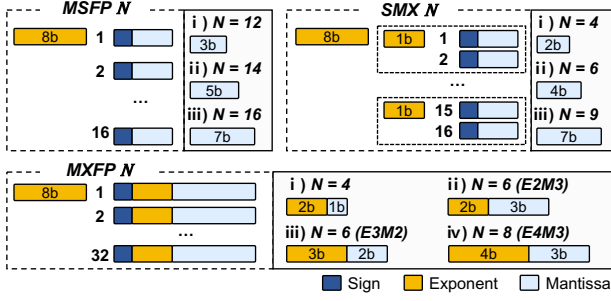 MSFP N
8b
1
2
...
16
i) N = 12
3b
ii) N = 14
5b
iii) N = 16
7b
SMX N
8b
1b
1
2
...
1b
15
16
i) N = 4
2b
ii) N = 6
4b
iii) N = 9
7b
MXFP N
8b
1
2
...
32
i) N = 4
2b 1b
ii) N = 6 (E2M3)
2b 3b
iii) N = 6 (E3M2)
3b 2b
iv) N = 8 (E4M3)
4b 3b
Sign Exponent Mantissa